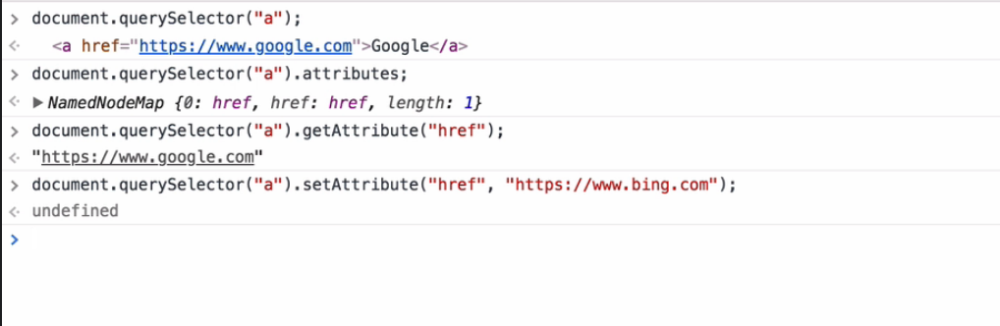 > document.querySelector("a");
<· <a href="https://www.google.com">Google</a>
> document.querySelector("a").attributes;
<· ▶NamedNodeMap {0: href, href: href, length: 1}
> document.querySelector("a").getAttribute("href");
<· "https://www.google.com"
> document.querySelector("a").setAttribute("href", "https://www.bing.com");
<· undefined
>